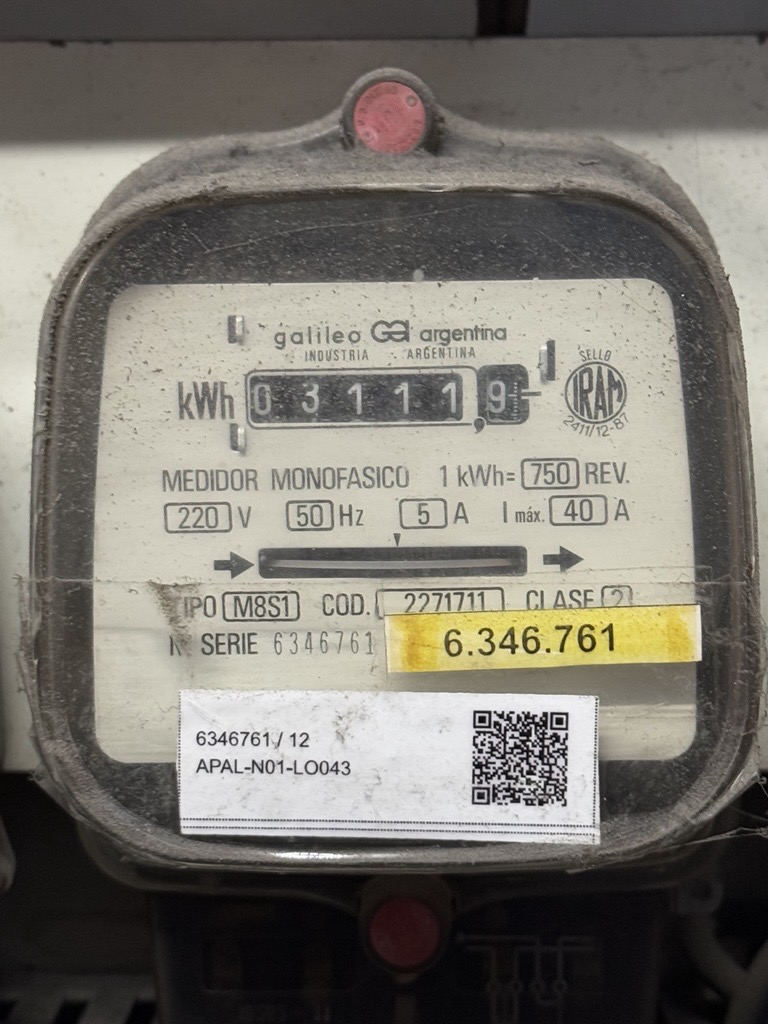 galileo Ga argentina
INDUSTRIA ARGENTINA
kWh 0 3 1 1 1 , 9
SELLO
IRAM
2411/12-87
MEDIDOR MONOFASICO 1 kWh= 750 REV.
220 V 50 Hz 5 A I máx. 40 A
TIPO M8S1 COD. 2271711 CLASE 2
Nº SERIE 6346761
6.346.761
6346761 / 12
APAL-N01-LO043